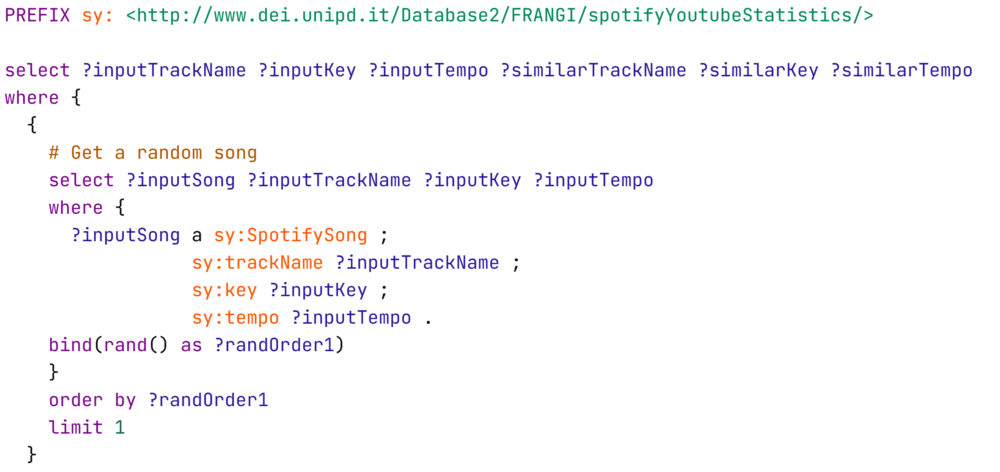 PREFIX sy: <http://www.dei.unipd.it/Database2/FRANGI/spotifyYoutubeStatistics/>

select ?inputTrackName ?inputKey ?inputTempo ?similarTrackName ?similarKey ?similarTempo
where {
  {
    # Get a random song
    select ?inputSong ?inputTrackName ?inputKey ?inputTempo
    where {
      ?inputSong a sy:SpotifySong ;
                 sy:trackName ?inputTrackName ;
                 sy:key ?inputKey ;
                 sy:tempo ?inputTempo .
    bind(rand() as ?randOrder1)
    }
    order by ?randOrder1
    limit 1
  }